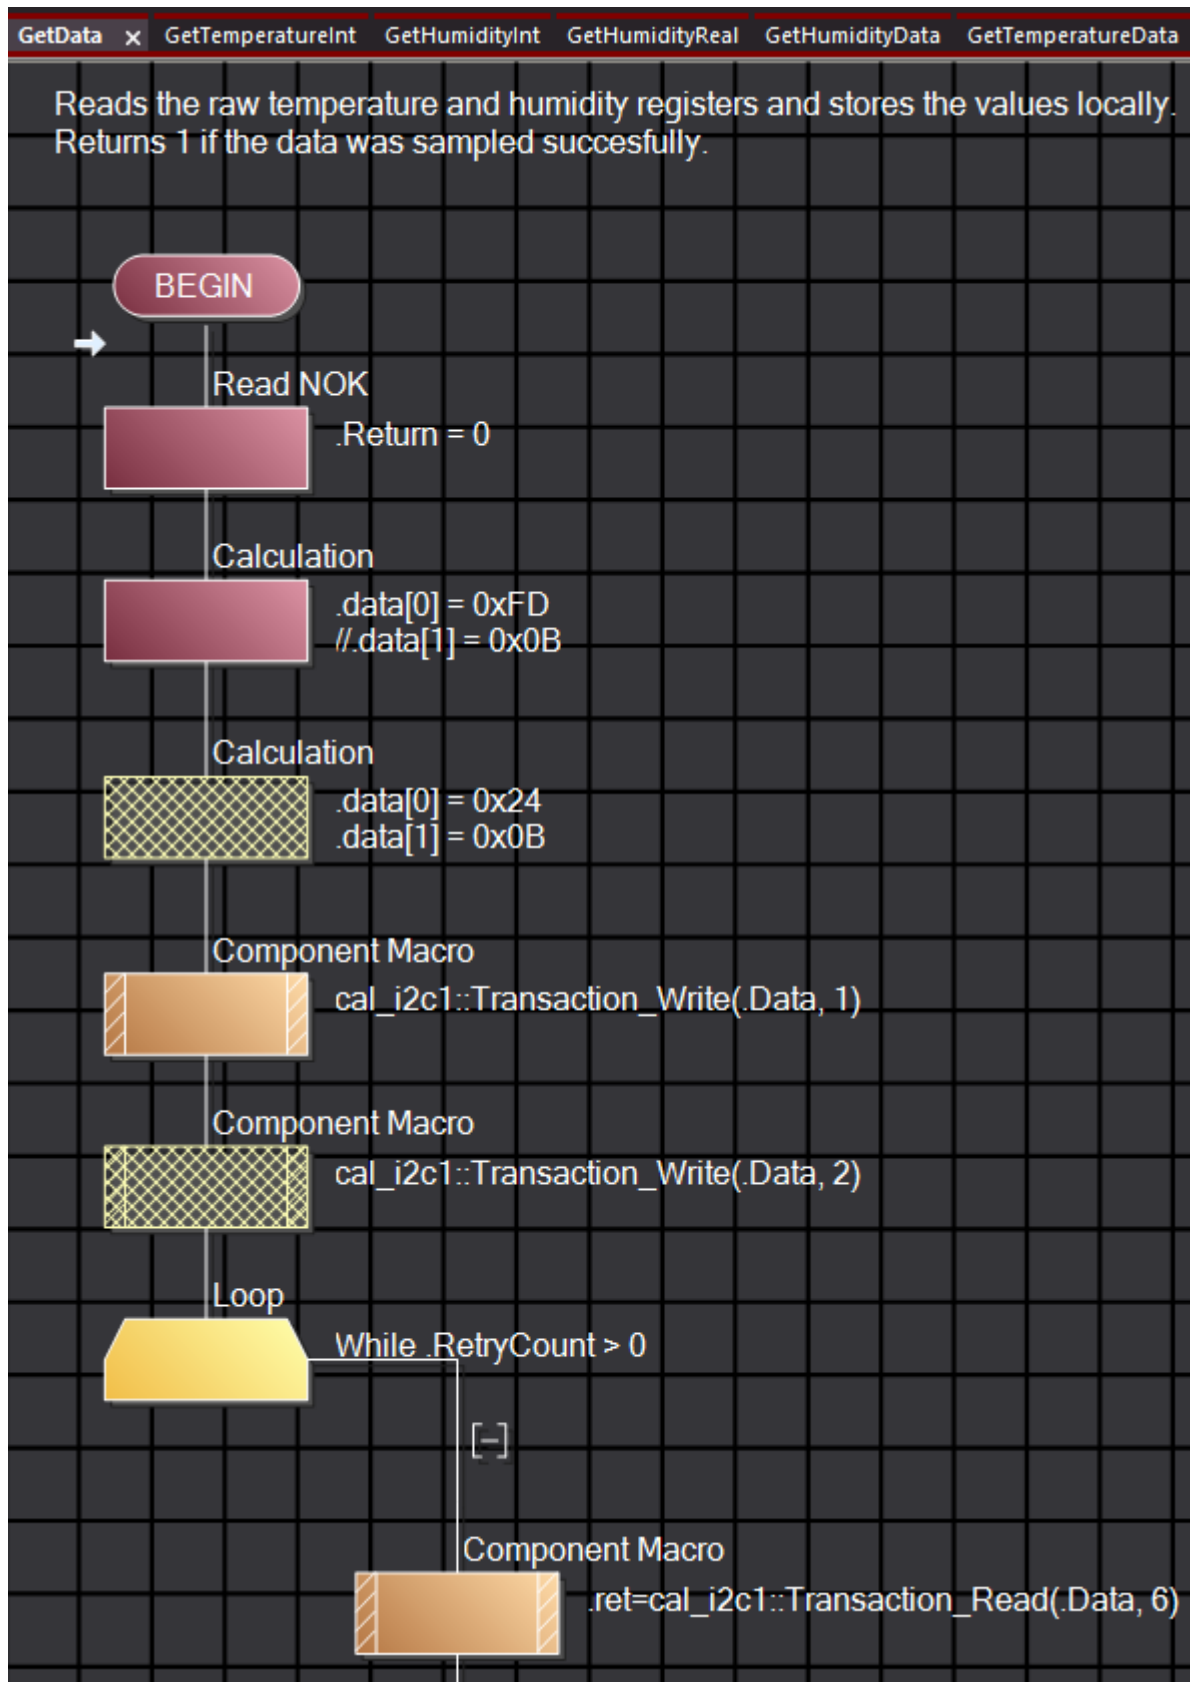 GetData x GetTemperatureInt GetHumidityInt GetHumidityReal GetHumidityData GetTemperatureData
Reads the raw temperature and humidity registers and stores the values locally.
Returns 1 if the data was sampled succesfully.
BEGIN
Read NOK
.Return = 0
Calculation
.data[0] = 0xFD
//.data[1] = 0x0B
Calculation
.data[0] = 0x24
.data[1] = 0x0B
Component Macro
cal_i2c1::Transaction_Write(.Data, 1)
Component Macro
cal_i2c1::Transaction_Write(.Data, 2)
Loop
While .RetryCount > 0
[-]
Component Macro
.ret=cal_i2c1::Transaction_Read(.Data, 6)